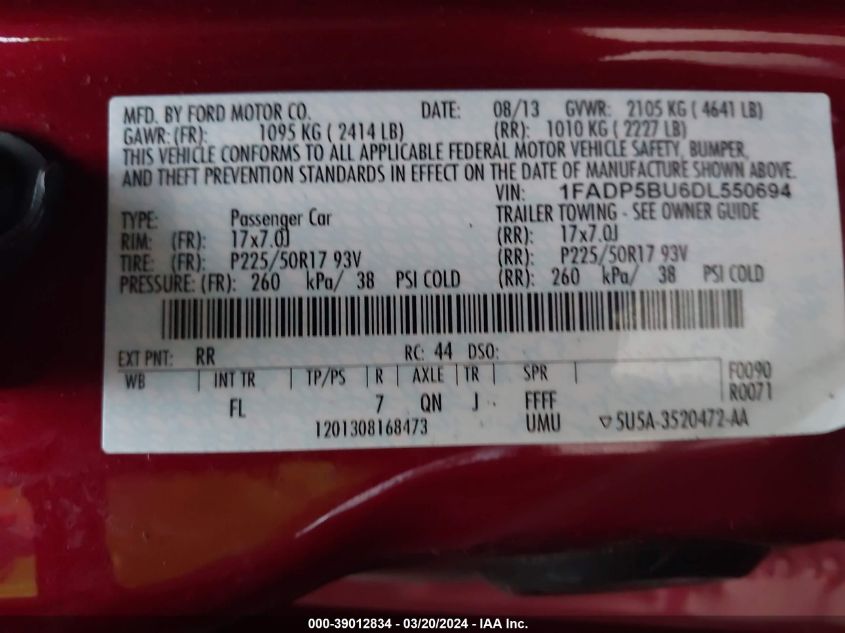 MFD. BY FORD MOTOR CO. DATE: 08/13 GVWR: 2105 KG ( 4641 LB)
GAWR: (FR): 1095 KG ( 2414 LB) (RR): 1010 KG ( 2227 LB)
THIS VEHICLE CONFORMS TO ALL APPLICABLE FEDERAL MOTOR VEHICLE SAFETY, BUMPER,
AND THEFT PREVENTION STANDARDS IN EFFECT ON THE DATE OF MANUFACTURE SHOWN ABOVE.
VIN: 1FADP5BU6DL550694
TYPE: Passenger Car TRAILER TOWING - SEE OWNER GUIDE
RIM: (FR): 17x7.0J (RR): 17x7.0J
TIRE: (FR): P225/50R17 93V (RR): P225/50R17 93V
PRESSURE: (FR): 260 kPa/ 38 PSI COLD (RR): 260 kPa/ 38 PSI COLD
EXT PNT: RR RC: 44 DSO:
WB INT TR TP/PS R AXLE TR SPR F0090
R0071
FL 7 QN J FFFF
1201308168473 UMU ▽5U5A-3520472-AA
000-39012834 - 03/20/2024 - IAA Inc.